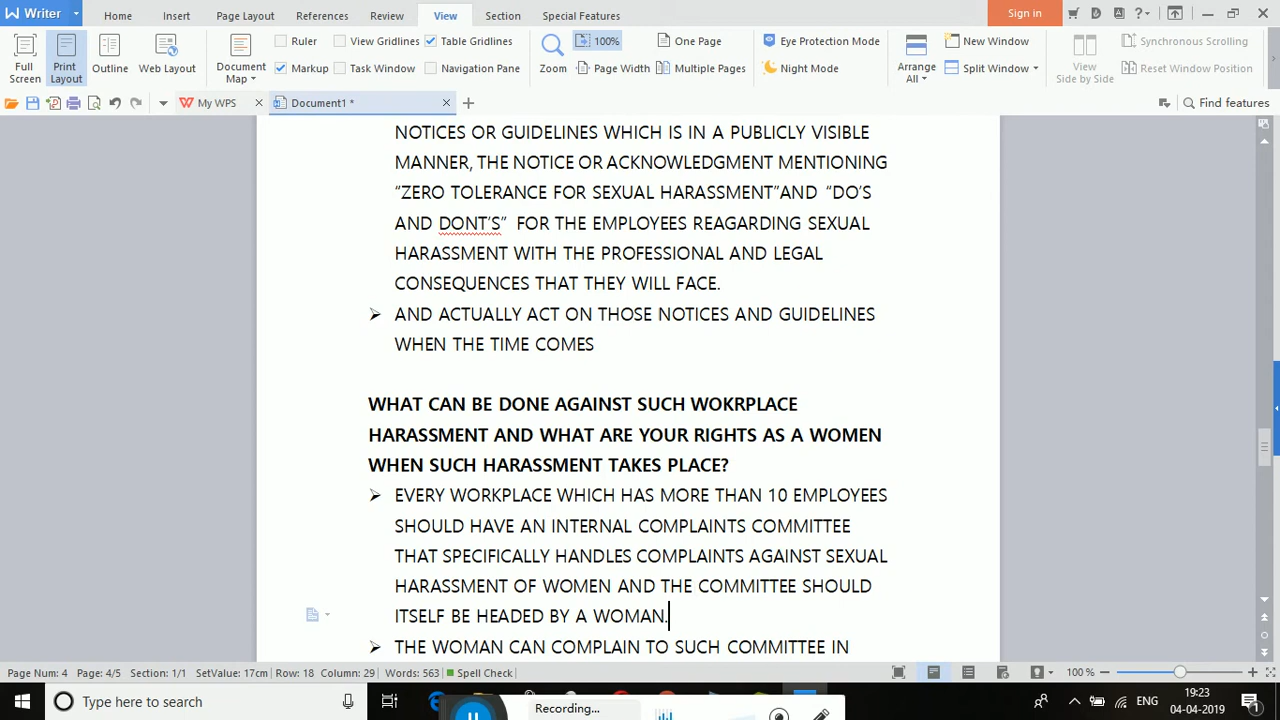 Writer
Home Insert Page Layout References Review View Section Special Features
Sign in
Full Screen
Print Layout
Outline
Web Layout
Document Map
Ruler View Gridlines Table Gridlines
Markup Task Window Navigation Pane
Zoom
100%
Page Width
One Page
Multiple Pages
Eye Protection Mode
Night Mode
Arrange All
New Window
Split Window
View Side by Side
Synchronous Scrolling
Reset Window Position
My WPS
Document1 *
Find features
NOTICES OR GUIDELINES WHICH IS IN A PUBLICLY VISIBLE
MANNER, THE NOTICE OR ACKNOWLEDGMENT MENTIONING
“ZERO TOLERANCE FOR SEXUAL HARASSMENT”AND “DO’S
AND DONT’S” FOR THE EMPLOYEES REAGARDING SEXUAL
HARASSMENT WITH THE PROFESSIONAL AND LEGAL
CONSEQUENCES THAT THEY WILL FACE.
➢ AND ACTUALLY ACT ON THOSE NOTICES AND GUIDELINES
WHEN THE TIME COMES
WHAT CAN BE DONE AGAINST SUCH WOKRPLACE
HARASSMENT AND WHAT ARE YOUR RIGHTS AS A WOMEN
WHEN SUCH HARASSMENT TAKES PLACE?
➢ EVERY WORKPLACE WHICH HAS MORE THAN 10 EMPLOYEES
SHOULD HAVE AN INTERNAL COMPLAINTS COMMITTEE
THAT SPECIFICALLY HANDLES COMPLAINTS AGAINST SEXUAL
HARASSMENT OF WOMEN AND THE COMMITTEE SHOULD
ITSELF BE HEADED BY A WOMAN.
➢ THE WOMAN CAN COMPLAIN TO SUCH COMMITTEE IN
Page Num: 4 Page: 4/5 Section: 1/1 SetValue: 17cm Row: 18 Column: 29 Words: 563 Spell Check
100 %
Type here to search
Recording...
ENG
19:23
04-04-2019